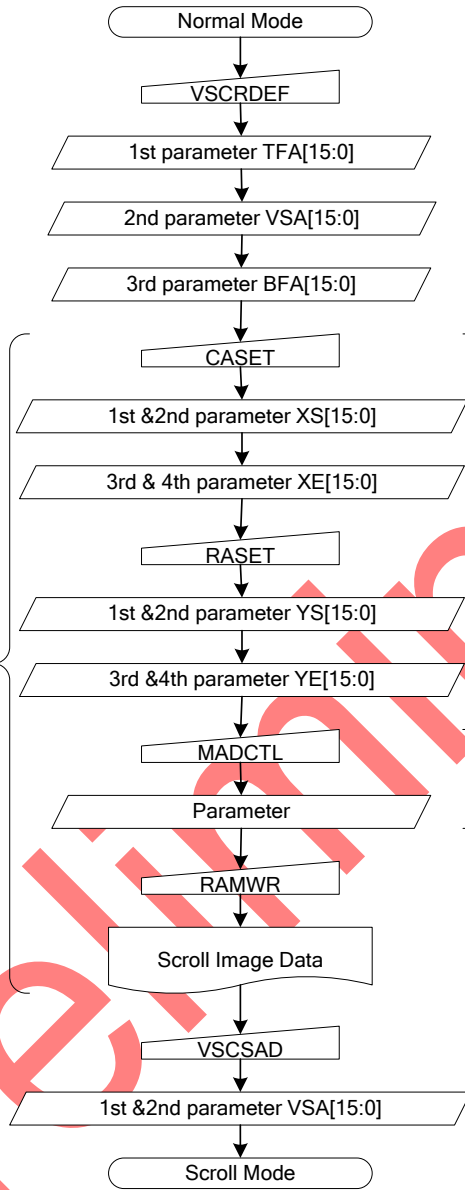 Normal Mode
VSCRDEF
1st parameter TFA[15:0]
2nd parameter VSA[15:0]
3rd parameter BFA[15:0]
CASET
1st &2nd parameter XS[15:0]
3rd & 4th parameter XE[15:0]
RASET
1st &2nd parameter YS[15:0]
3rd &4th parameter YE[15:0]
MADCTL
Parameter
RAMWR
Scroll Image Data
VSCSAD
1st &2nd parameter VSA[15:0]
Scroll Mode